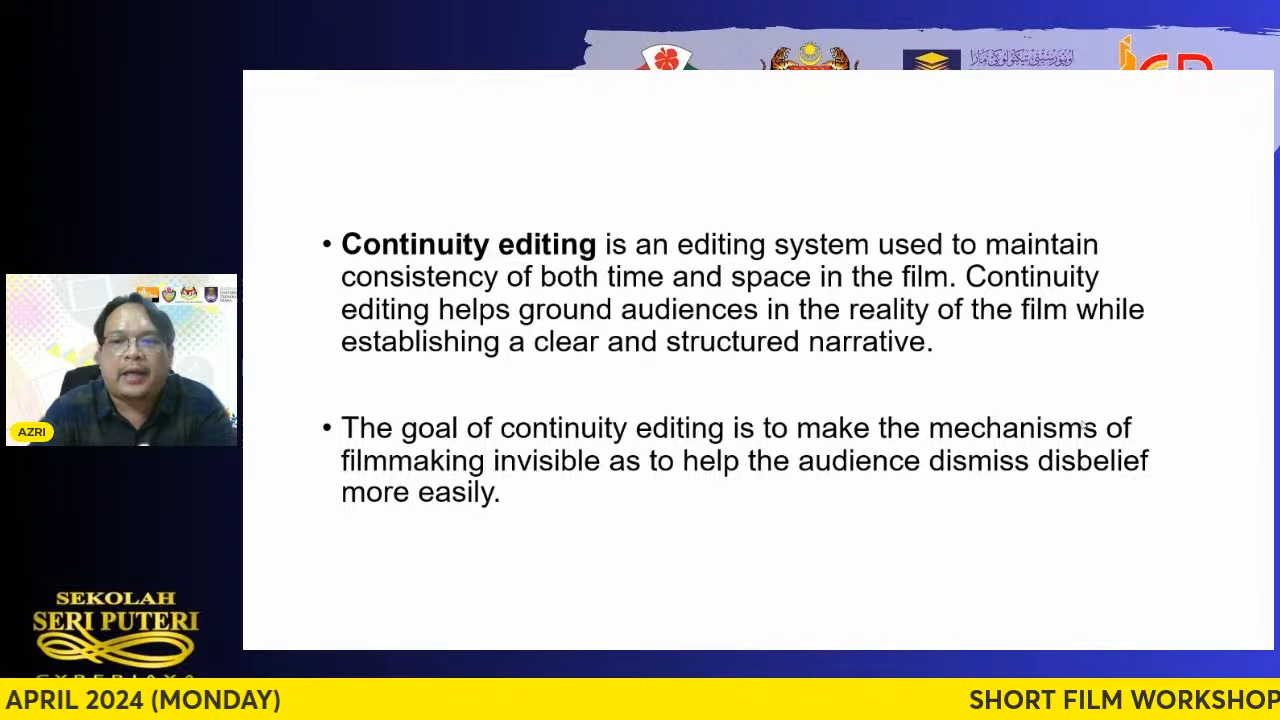 اونيۏرسيتي تيكنولوݢي مارا
• Continuity editing is an editing system used to maintain
consistency of both time and space in the film. Continuity
editing helps ground audiences in the reality of the film while
establishing a clear and structured narrative.
• The goal of continuity editing is to make the mechanisms of
filmmaking invisible as to help the audience dismiss disbelief
more easily.
AZRI
SEKOLAH
SERI PUTERI
APRIL 2024 (MONDAY)
SHORT FILM WORKSHOP